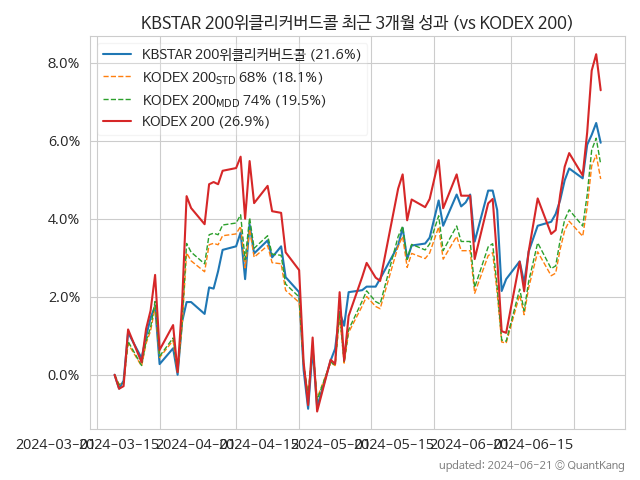 KBSTAR 200위클리커버드콜 최근 3개월 성과 (vs KODEX 200)
KBSTAR 200위클리커버드콜 (21.6%)
KODEX 200STD 68% (18.1%)
KODEX 200MDD 74% (19.5%)
KODEX 200 (26.9%)
8.0%
6.0%
4.0%
2.0%
0.0%
2024-03-01 2024-03-15 2024-04-01 2024-04-15 2024-05-01 2024-05-15 2024-06-01 2024-06-15
updated: 2024-06-21 © QuantKang